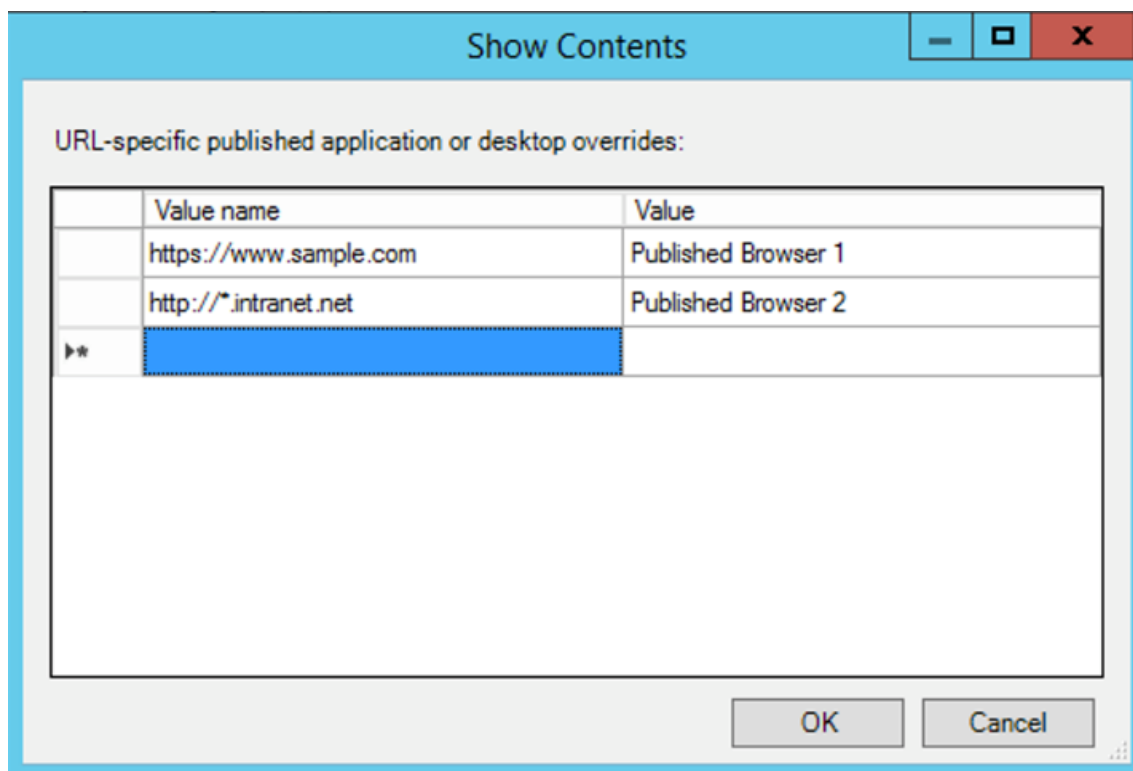 Show Contents
URL-specific published application or desktop overrides:
Value name Value
https://www.sample.com Published Browser 1
http://*.intranet.net Published Browser 2
OK Cancel